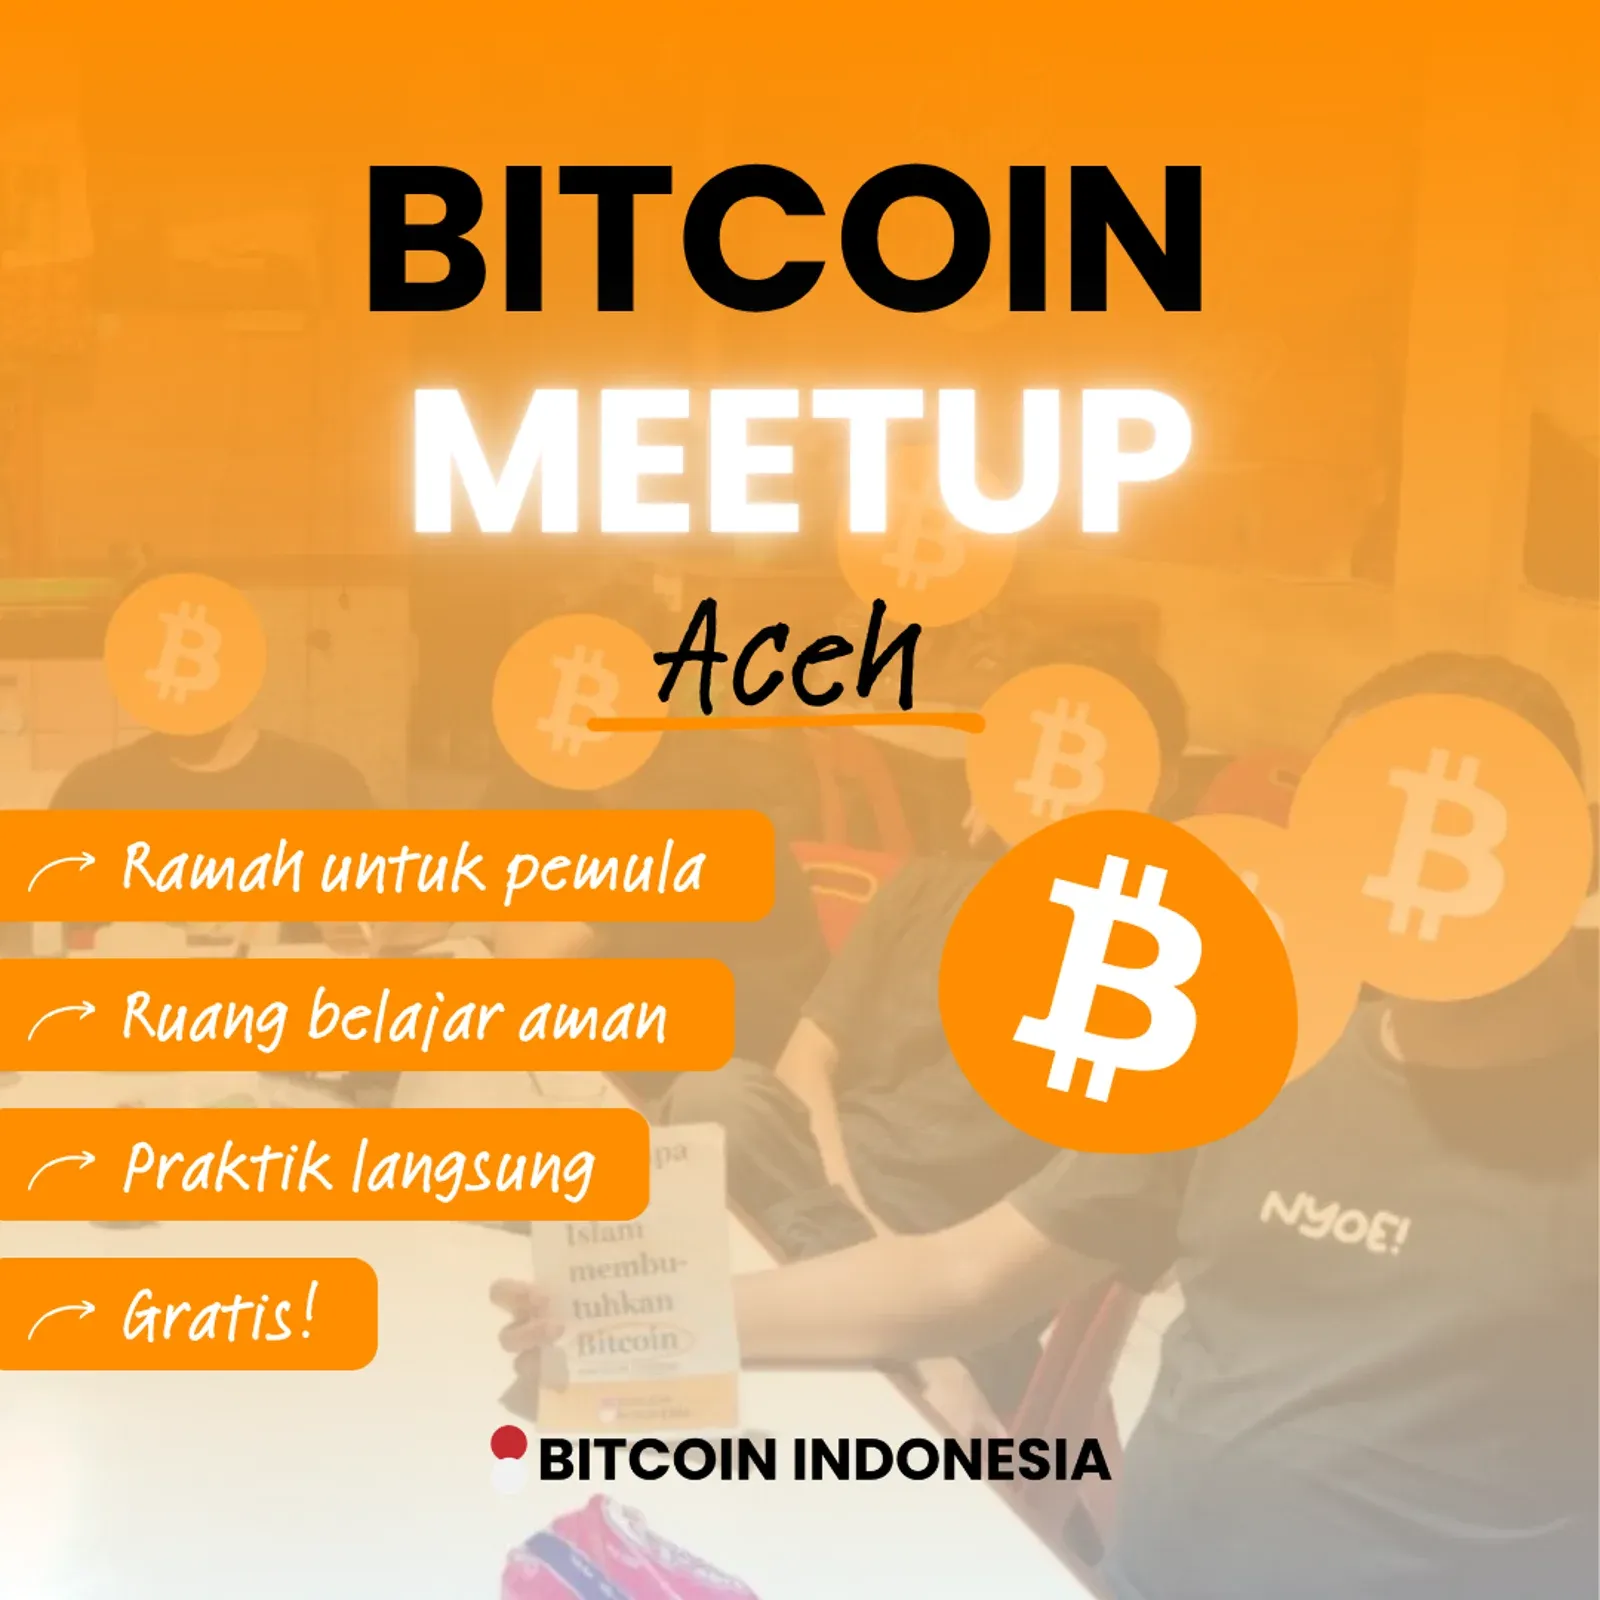 BITCOIN
MEETUP
Aceh
Ramah untuk pemula
Ruang belajar aman
Praktik langsung
Gratis!
Islam
membu-
tuhkan
Bitcoin
NYOE!
BITCOIN INDONESIA